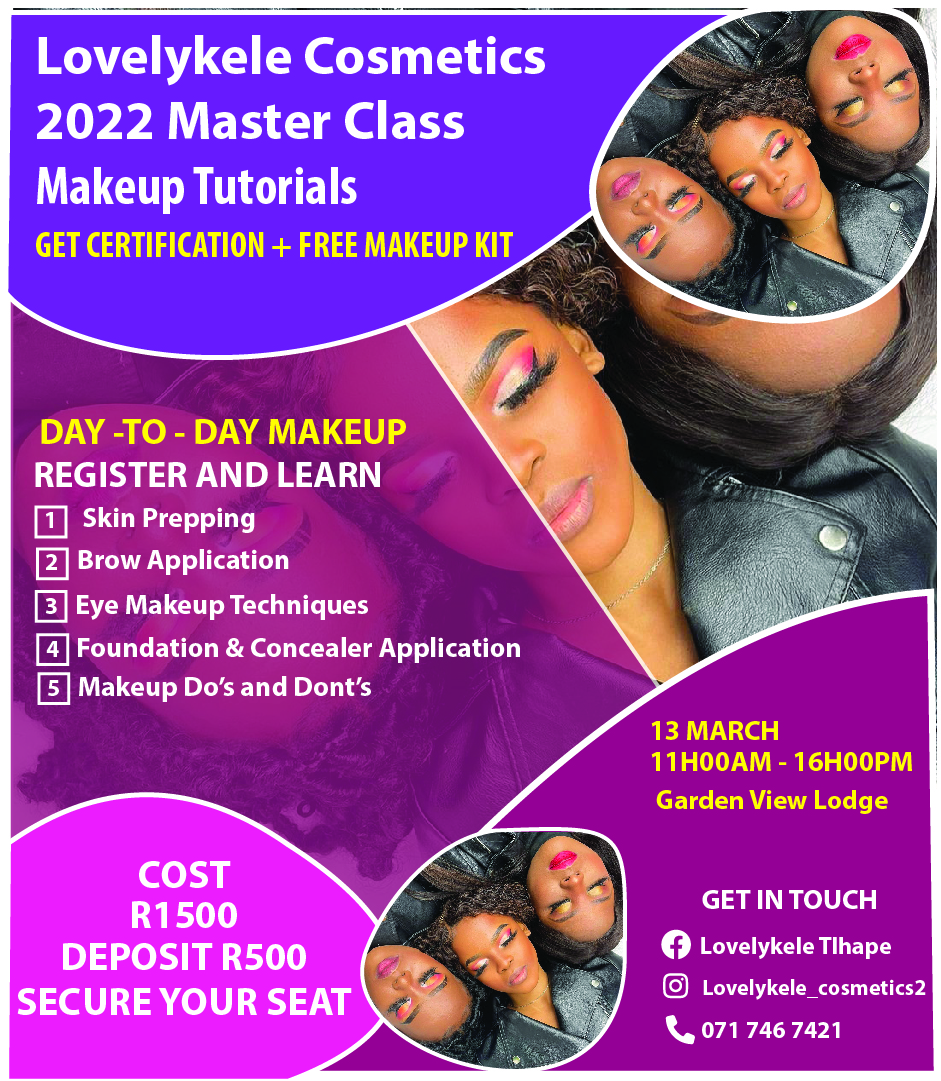 Lovelykele Cosmetics
2022 Master Class
Makeup Tutorials
GET CERTIFICATION + FREE MAKEUP KIT
DAY -TO - DAY MAKEUP
REGISTER AND LEARN
1 Skin Prepping
2 Brow Application
3 Eye Makeup Techniques
4 Foundation & Concealer Application
5 Makeup Do's and Dont's
13 MARCH
11H00AM - 16H00PM
Garden View Lodge
COST
R1500
DEPOSIT R500
SECURE YOUR SEAT
GET IN TOUCH
Lovelykele Tlhape
Lovelykele_cosmetics2
071 746 7421